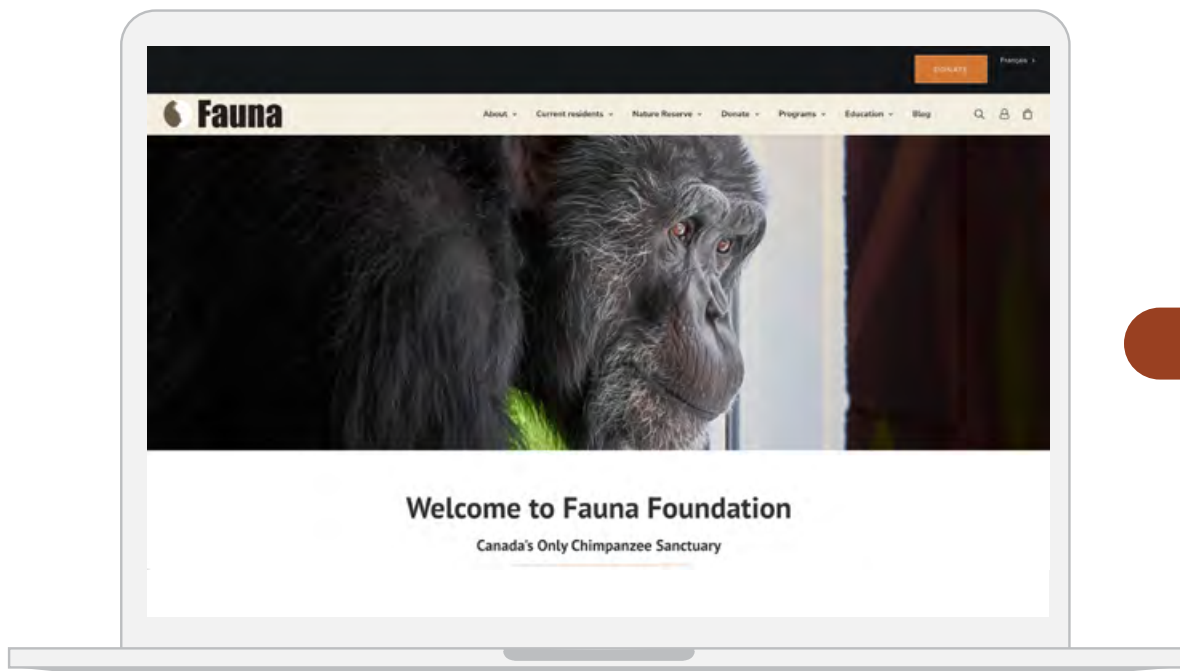 DONATE
Français
Fauna
About
Current residents
Nature Reserve
Donate
Programs
Education
Blog
Welcome to Fauna Foundation
Canada's Only Chimpanzee Sanctuary